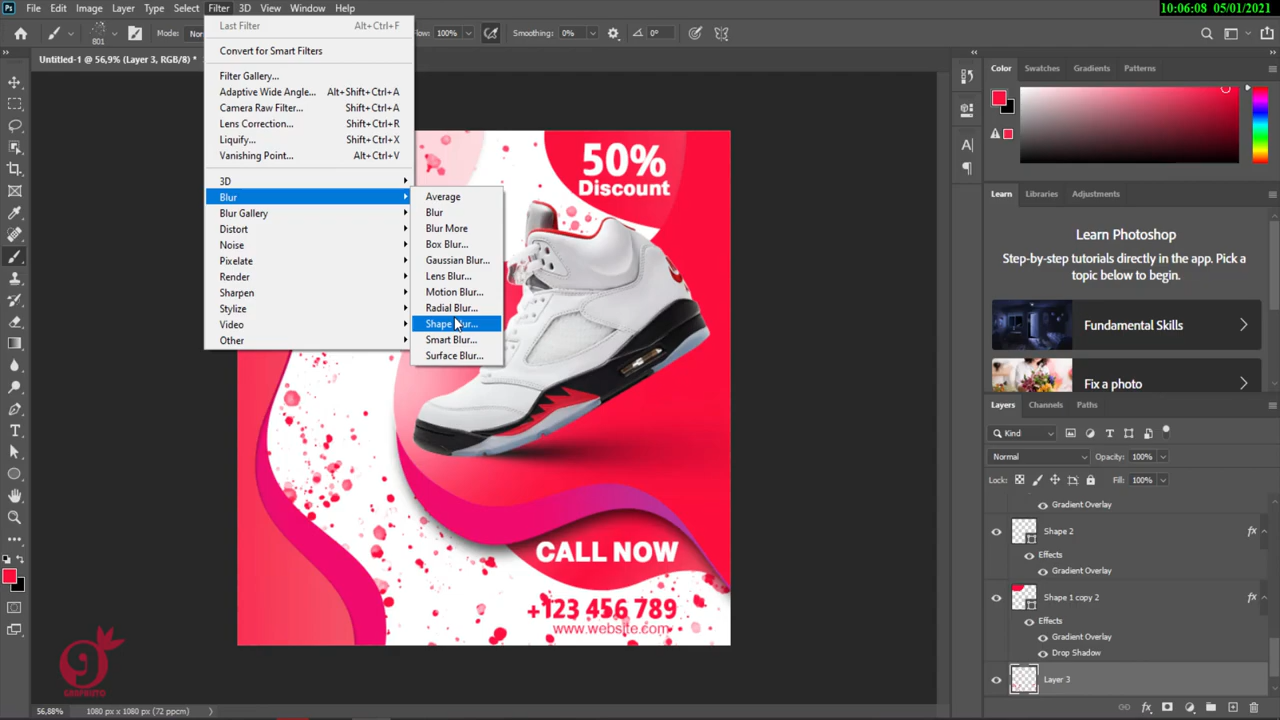 File Edit Image Layer Type Select Filter 3D View Window Help
10:06:08 05/01/2021
801
Mode:
Flow: 100%
Smoothing: 0%
0°
Untitled-1 @ 56,9% (Layer 3, RGB/8) *
Last Filter Alt+Ctrl+F
Convert for Smart Filters
Filter Gallery...
Adaptive Wide Angle... Alt+Shift+Ctrl+A
Camera Raw Filter... Shift+Ctrl+A
Lens Correction... Shift+Ctrl+R
Liquify... Shift+Ctrl+X
Vanishing Point... Alt+Ctrl+V
3D
Blur
Blur Gallery
Distort
Noise
Pixelate
Render
Sharpen
Stylize
Video
Other
Average
Blur
Blur More
Box Blur...
Gaussian Blur...
Lens Blur...
Motion Blur...
Radial Blur...
Shape Blur...
Smart Blur...
Surface Blur...
50%
Discount
CALL NOW
+123 456 789
www.website.com
GRAPHINTO
56,88% 1080 px x 1080 px (72 ppcm)
Color Swatches Gradients Patterns
Learn Libraries Adjustments
Learn Photoshop
Step-by-step tutorials directly in the app. Pick a
topic below to begin.
Fundamental Skills
Fix a photo
Layers Channels Paths
Kind
Normal Opacity: 100%
Lock: Fill: 100%
Gradient Overlay
Shape 2 fx
Effects
Gradient Overlay
Shape 1 copy 2 fx
Effects
Gradient Overlay
Drop Shadow
Layer 3
fx